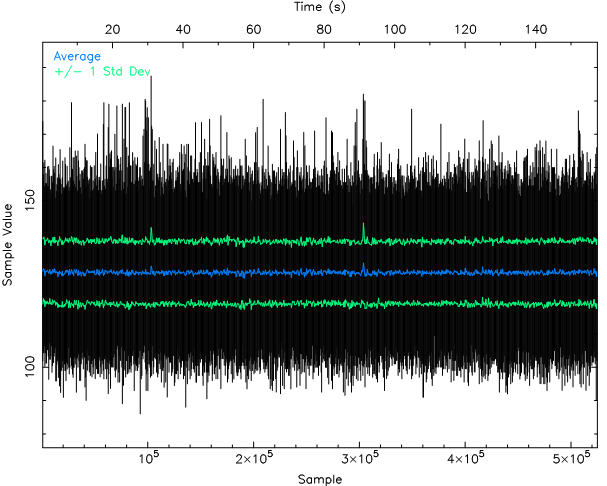 Time (s)
20 40 60 80 100 120 140
Average
+/- 1 Std Dev
Sample Value
150
100
10⁵ 2×10⁵ 3×10⁵ 4×10⁵ 5×10⁵
Sample